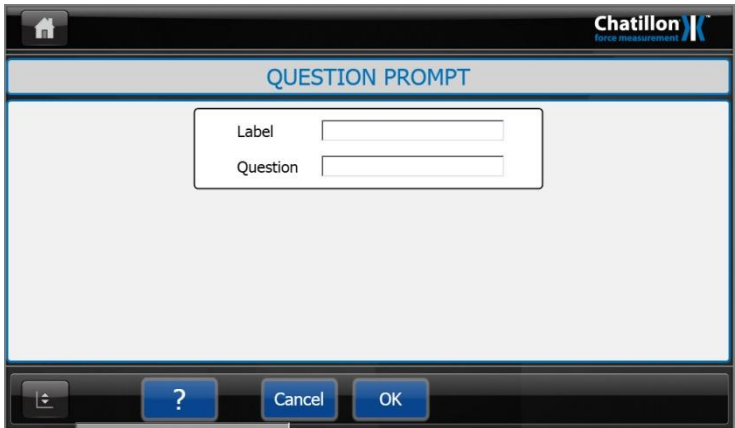 Chatillon
force measurement
QUESTION PROMPT
Label
Question
? Cancel OK